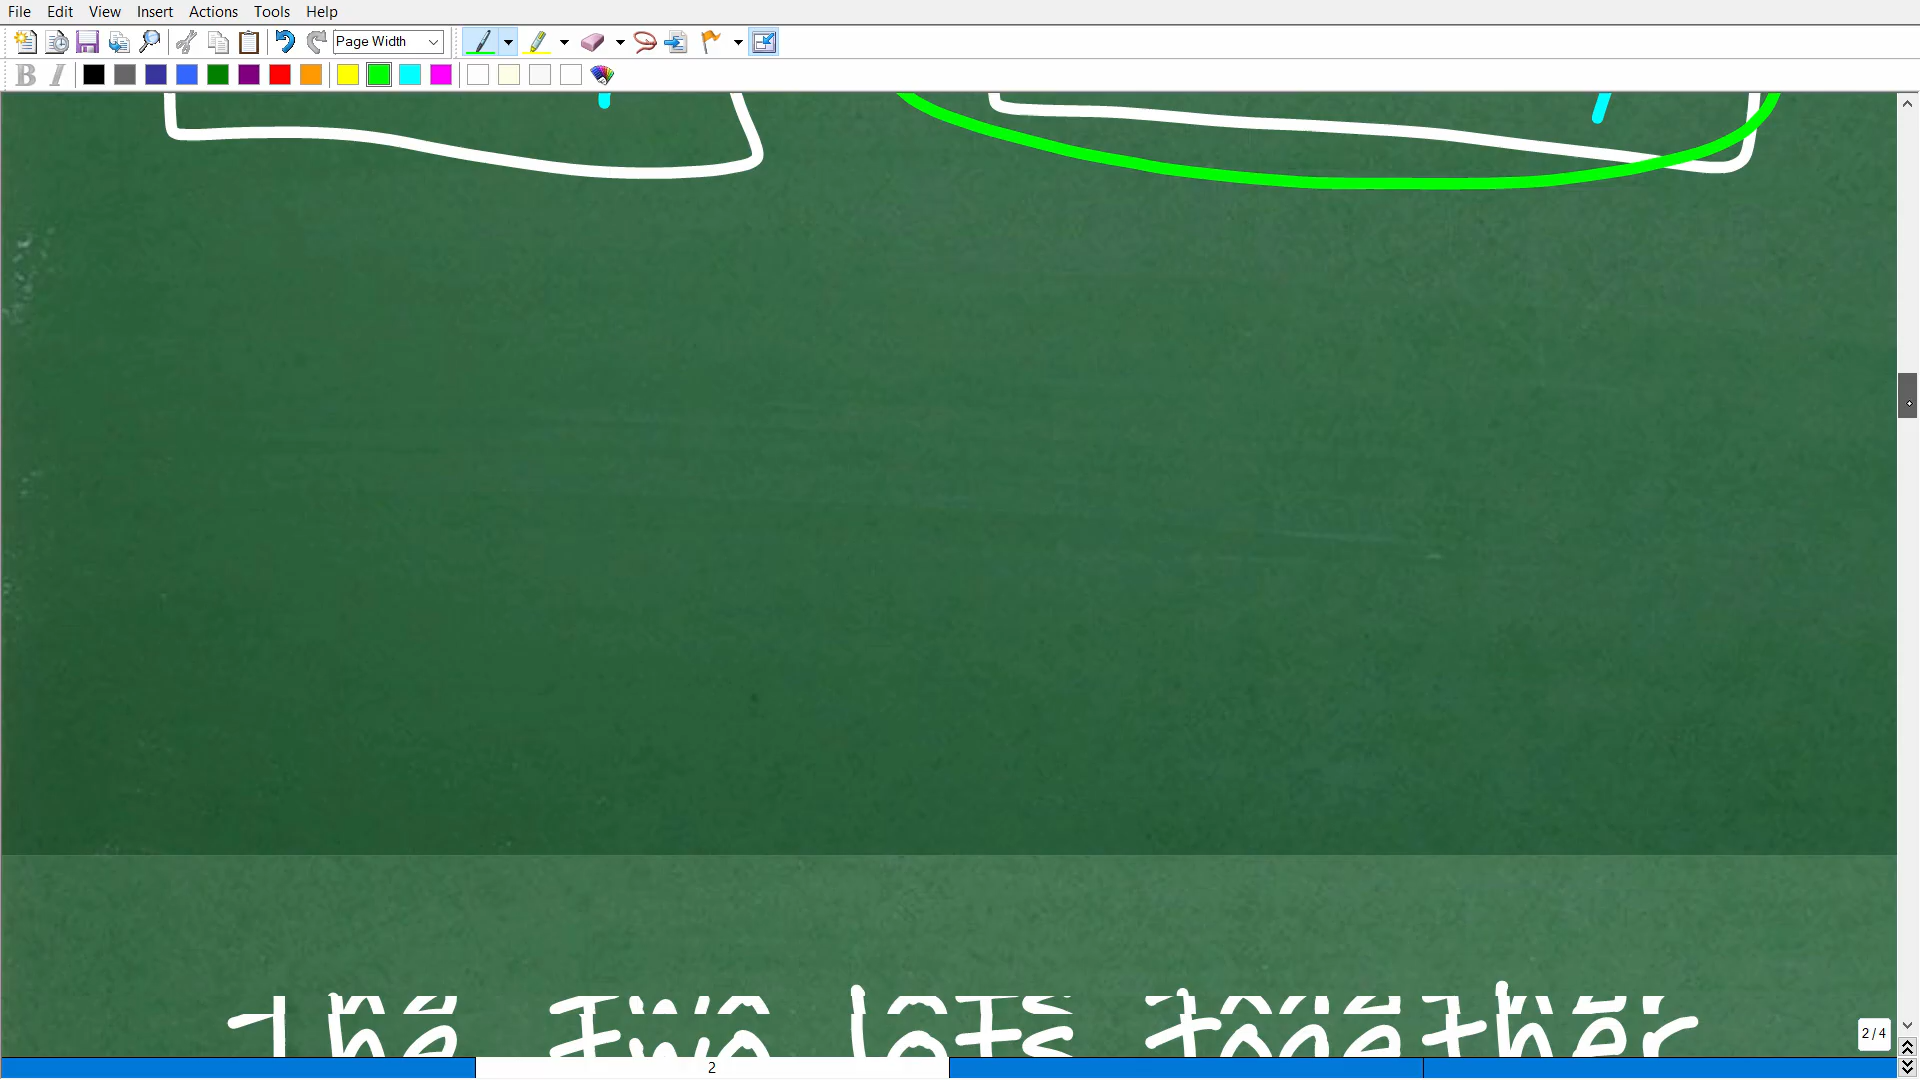 File Edit View Insert Actions Tools Help
Page Width
B I
The two lots together
2 / 4
2